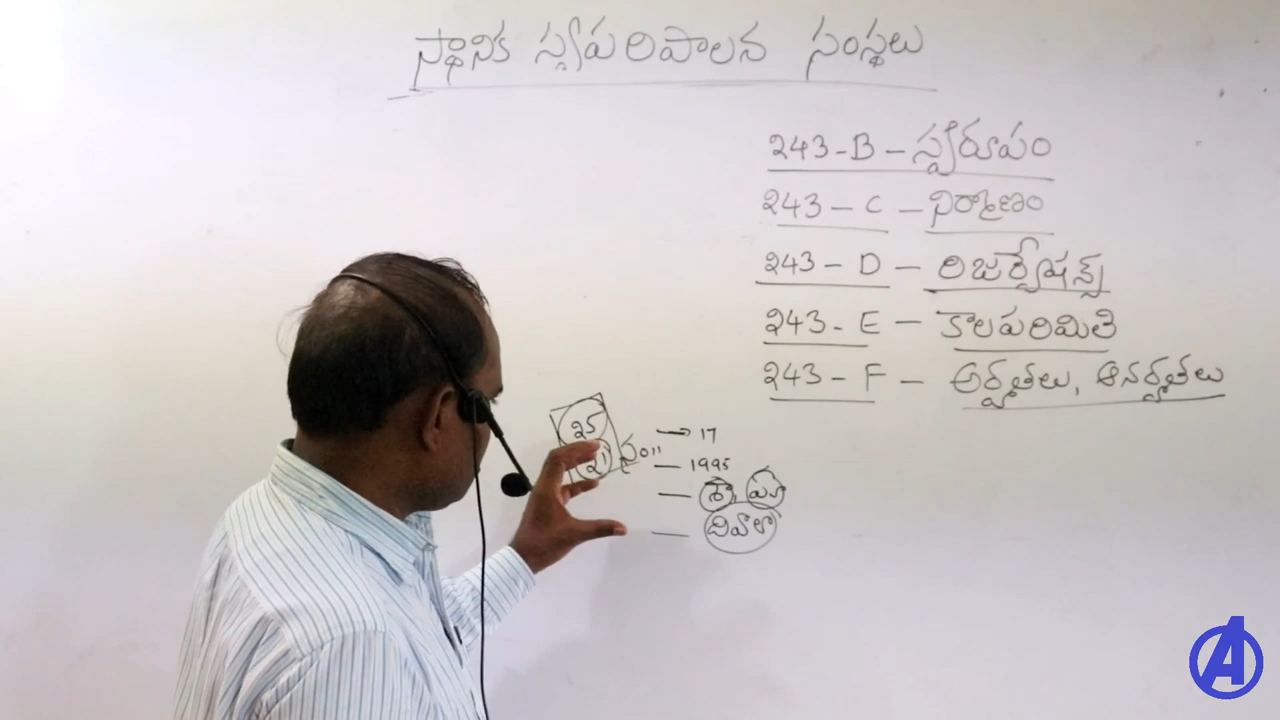 స్థానిక స్వపరిపాలన సంస్థలు
243 - B - స్వరూపం
243 - C - నిర్మాణం
243 - D - రిజర్వేషన్స్
243 - E - కాలపరిమితి
243 - F - అర్హతలు, అనర్హతలు
25 — 17
21 సం॥ — 1995
— శా,
— దివాలా
A